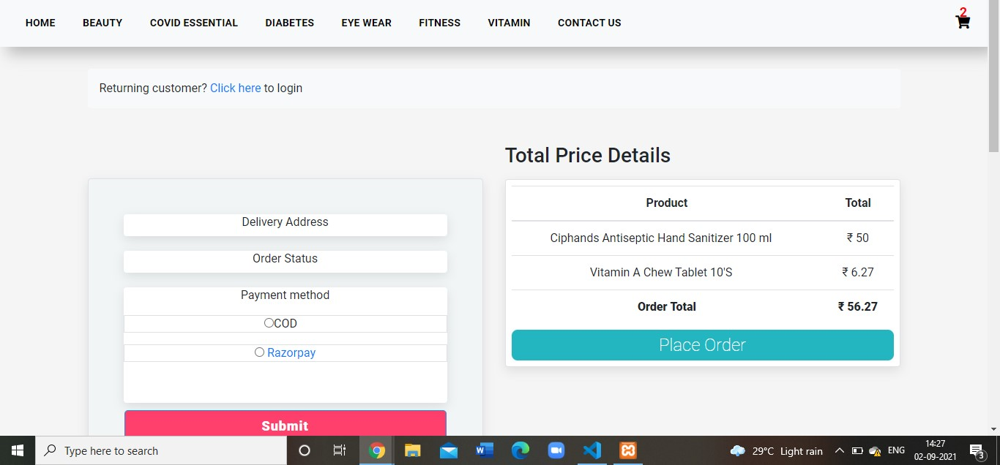 HOME BEAUTY COVID ESSENTIAL DIABETES EYE WEAR FITNESS VITAMIN CONTACT US 2
Returning customer? Click here to login
Total Price Details
Delivery Address
Order Status
Payment method
COD
Razorpay
Submit
Product Total
Ciphands Antiseptic Hand Sanitizer 100 ml ₹ 50
Vitamin A Chew Tablet 10'S ₹ 6.27
Order Total ₹ 56.27
Place Order
Type here to search W 29°C Light rain ENG 14:27
02-09-2021 3